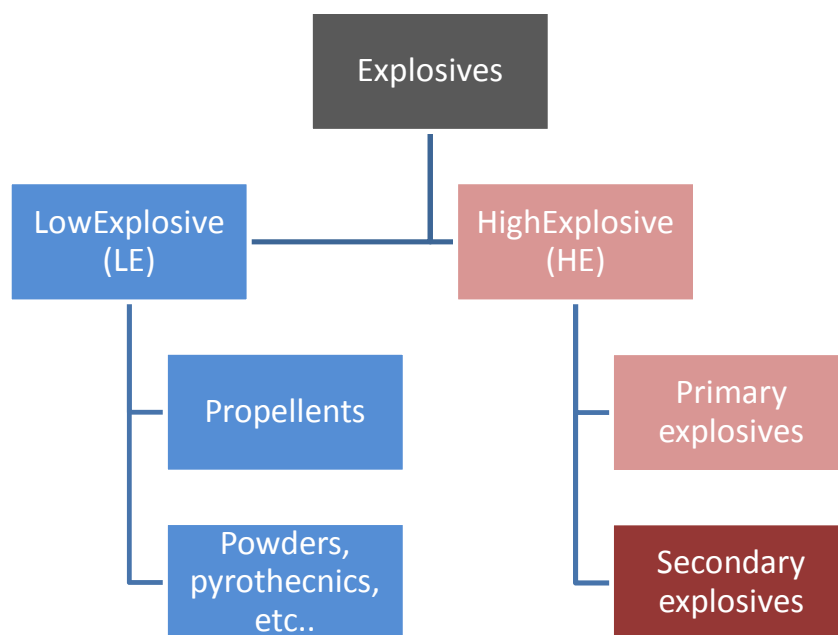 Explosives
LowExplosive
(LE)
HighExplosive
(HE)
Propellents
Primary
explosives
Powders,
pyrothecnics,
etc..
Secondary
explosives